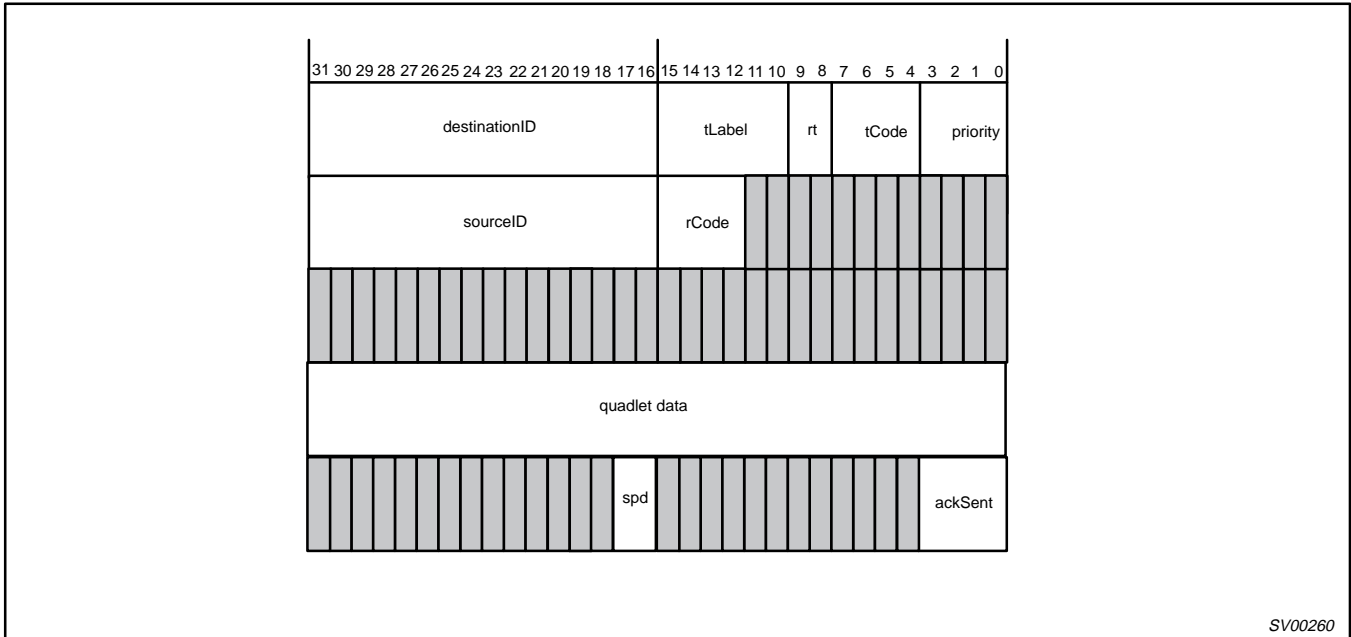 31 30 29 28 27 26 25 24 23 22 21 20 19 18 17 16 15 14 13 12 11 10 9 8 7 6 5 4 3 2 1 0
destinationID tLabel rt tCode priority
sourceID rCode
quadlet data
spd ackSent
SV00260